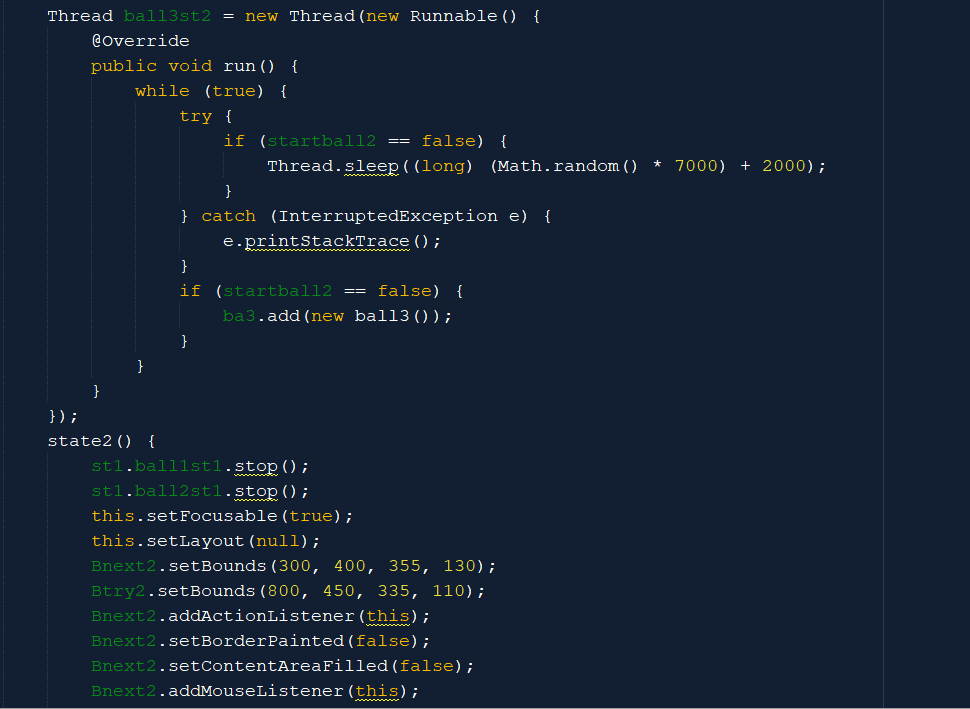 Thread ball3st2 = new Thread(new Runnable() {
    @Override
    public void run() {
        while (true) {
            try {
                if (startball2 == false) {
                    Thread.sleep((long) (Math.random() * 7000) + 2000);
                }
            } catch (InterruptedException e) {
                e.printStackTrace();
            }
            if (startball2 == false) {
                ba3.add(new ball3());
            }
        }
    }
});
state2() {
    st1.ball1st1.stop();
    st1.ball2st1.stop();
    this.setFocusable(true);
    this.setLayout(null);
    Bnext2.setBounds(300, 400, 355, 130);
    Btry2.setBounds(800, 450, 335, 110);
    Bnext2.addActionListener(this);
    Bnext2.setBorderPainted(false);
    Bnext2.setContentAreaFilled(false);
    Bnext2.addMouseListener(this);